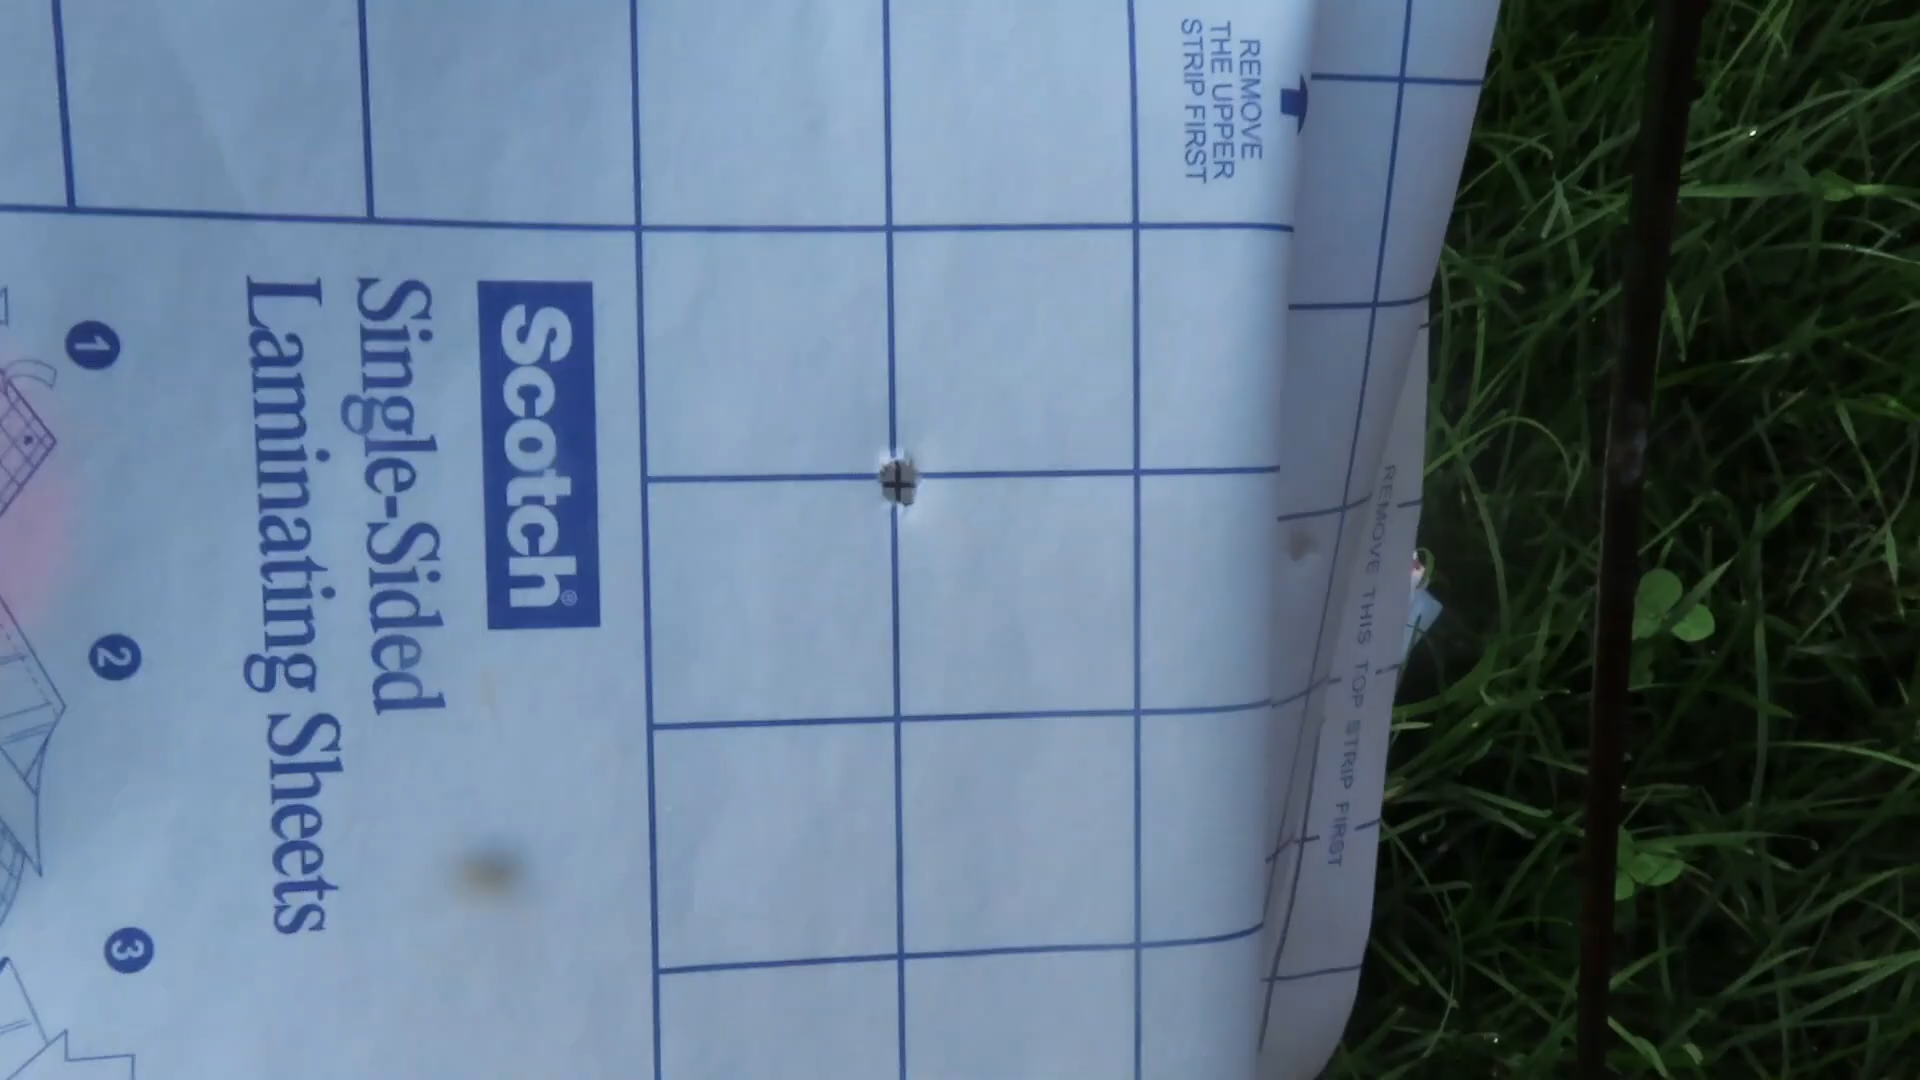 REMOVE
THE UPPER
STRIP FIRST
Scotch®
Single-Sided
Laminating Sheets
1
2
3
REMOVE THIS TOP STRIP FIRST